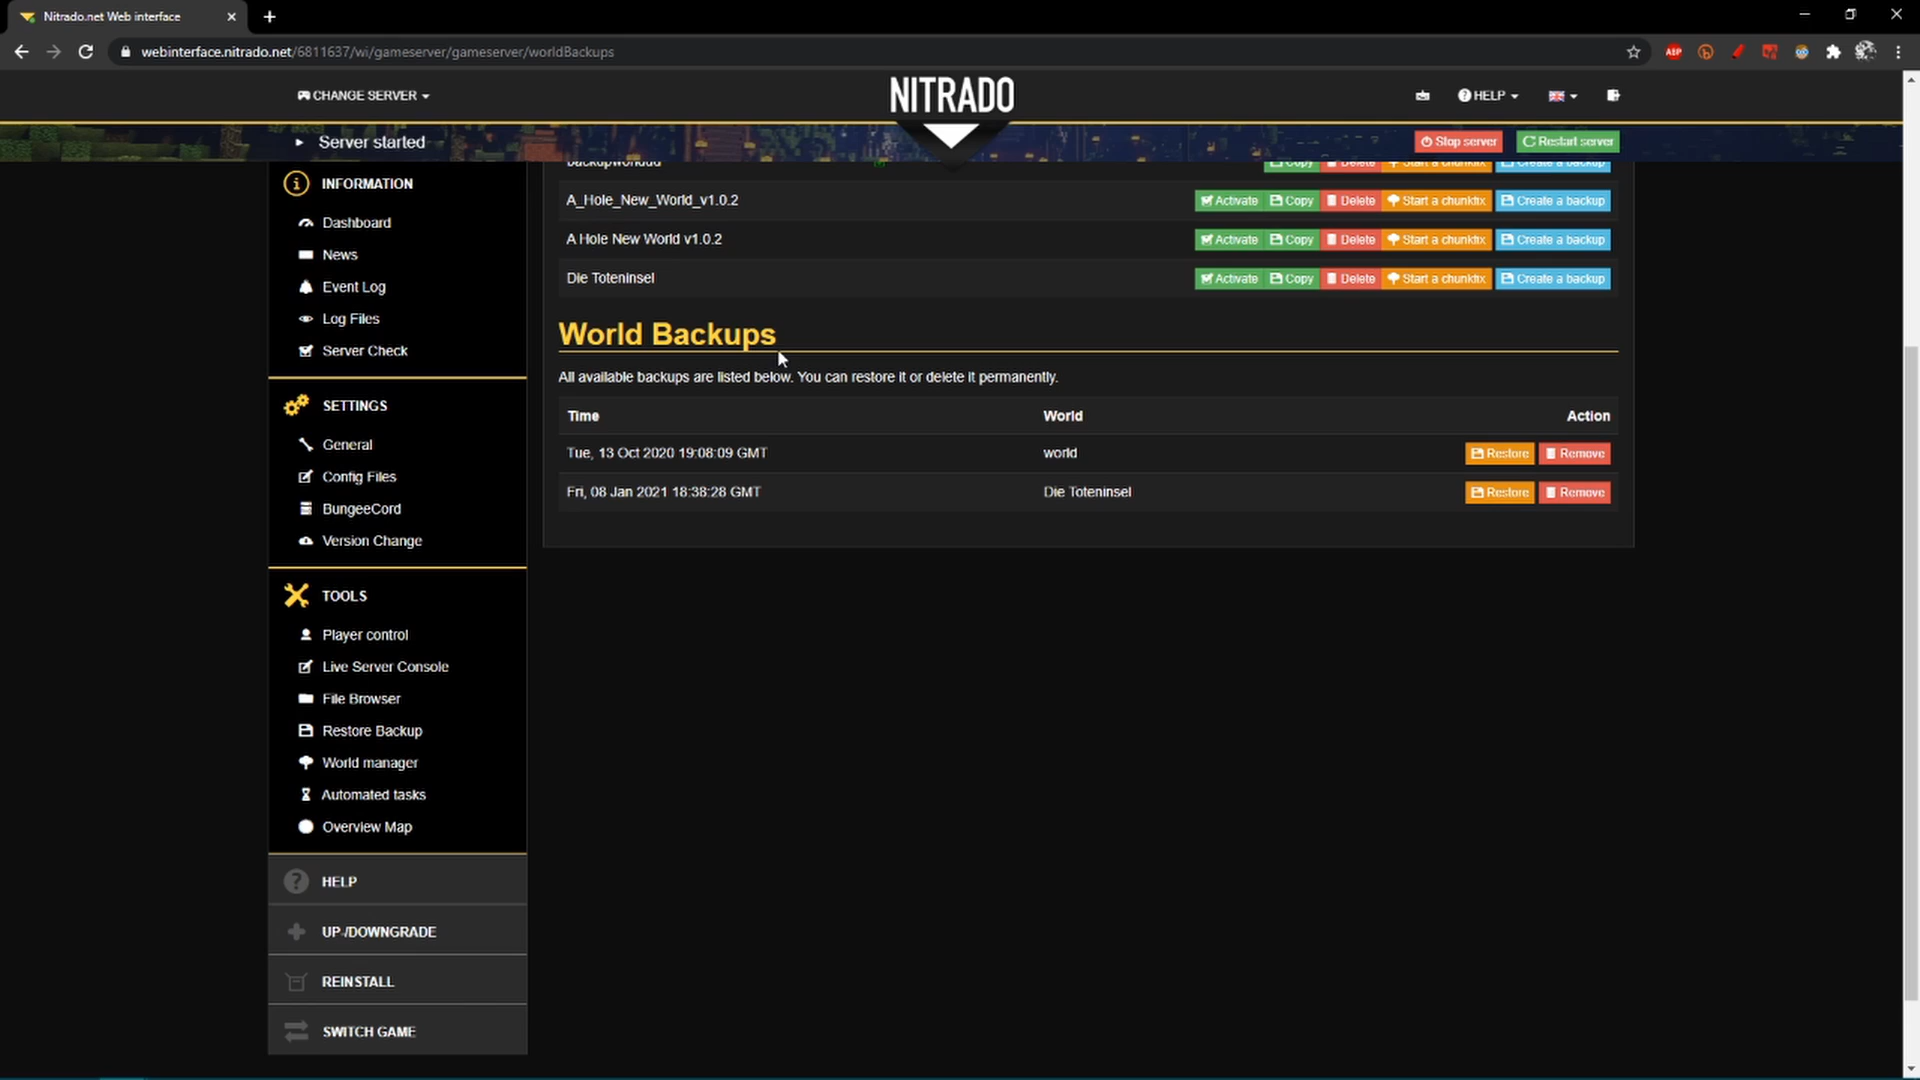 Nitrado.net Web interface
webinterface.nitrado.net/6811637/wi/gameserver/gameserver/worldBackups
ABP
CHANGE SERVER
NITRADO
HELP
Server started
Stop server
Restart server
INFORMATION
Dashboard
News
Event Log
Log Files
Server Check
SETTINGS
General
Config Files
BungeeCord
Version Change
TOOLS
Player control
Live Server Console
File Browser
Restore Backup
World manager
Automated tasks
Overview Map
HELP
UP-/DOWNGRADE
REINSTALL
SWITCH GAME
Copy Delete Start a chunkfix Create a backup
A_Hole_New_World_v1.0.2 Activate Copy Delete Start a chunkfix Create a backup
A Hole New World v1.0.2 Activate Copy Delete Start a chunkfix Create a backup
Die Toteninsel Activate Copy Delete Start a chunkfix Create a backup
World Backups
All available backups are listed below. You can restore it or delete it permanently.
Time World Action
Tue, 13 Oct 2020 19:08:09 GMT world Restore Remove
Fri, 08 Jan 2021 18:38:28 GMT Die Toteninsel Restore Remove